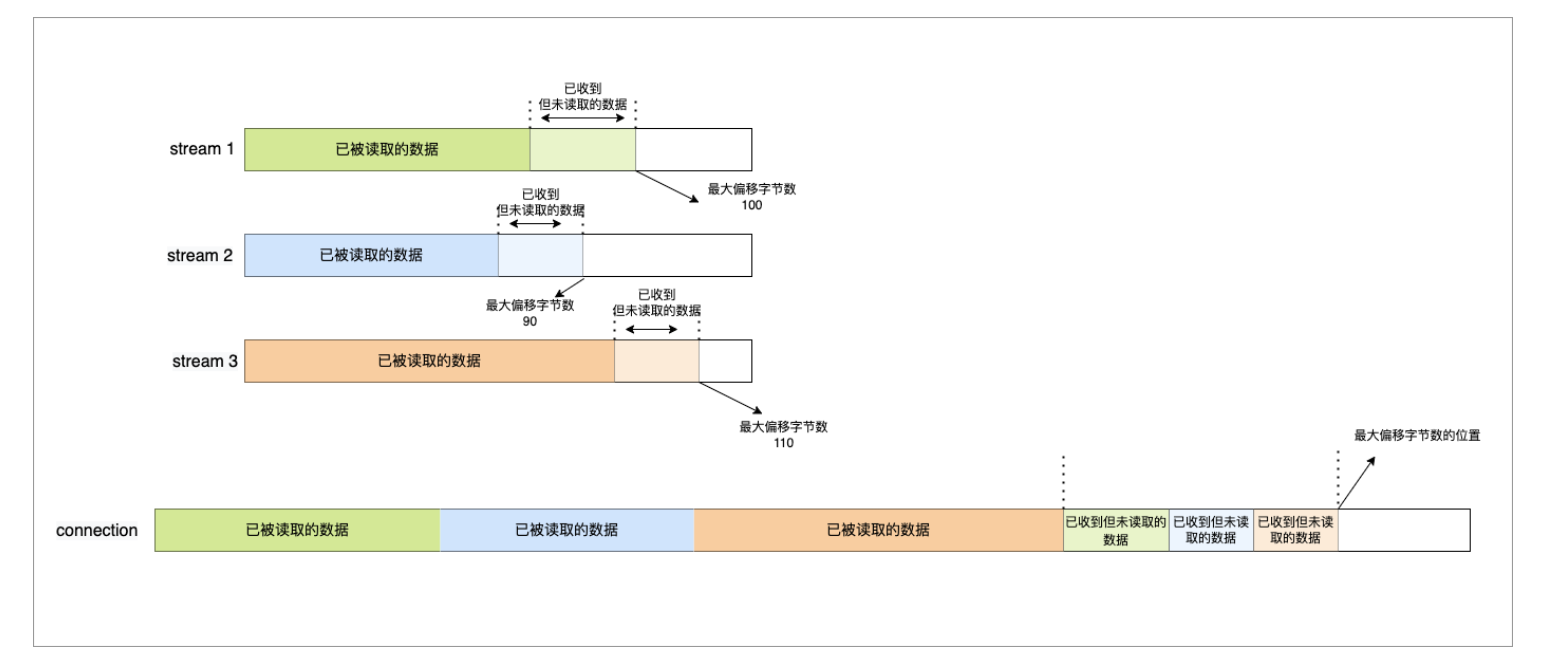 已收到
但未读取的数据
stream 1
已被读取的数据
最大偏移字节数
100
已收到
但未读取的数据
stream 2
已被读取的数据
最大偏移字节数
90
已收到
但未读取的数据
stream 3
已被读取的数据
最大偏移字节数
110
最大偏移字节数的位置
connection
已被读取的数据
已被读取的数据
已被读取的数据
已收到但未读取的
数据
已收到但未读
取的数据
已收到但未读
取的数据